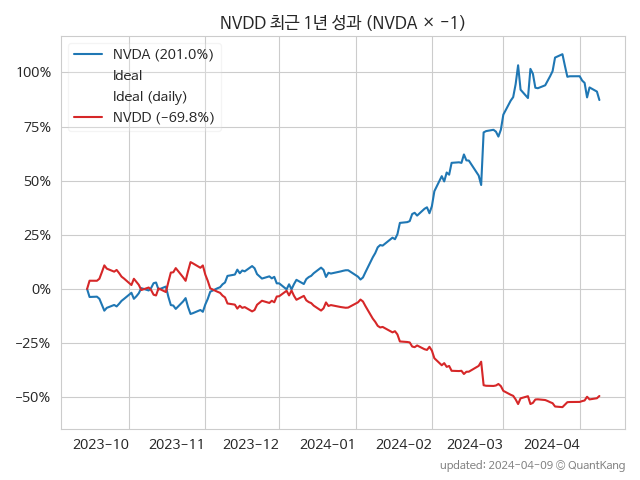 NVDD 최근 1년 성과 (NVDA × −1)
NVDA (201.0%)
Ideal
Ideal (daily)
NVDD (−69.8%)
100%
75%
50%
25%
0%
−25%
−50%
2023-10 2023-11 2023-12 2024-01 2024-02 2024-03 2024-04
updated: 2024-04-09 © QuantKang